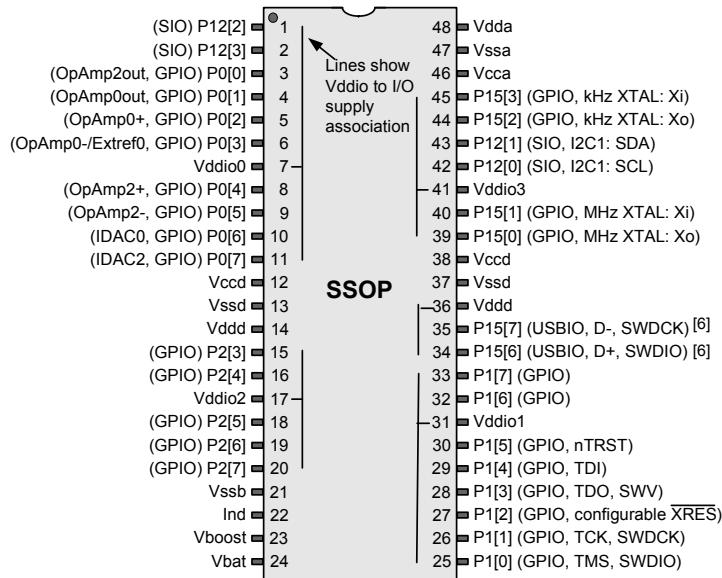 (SIO) P12[2] 1
(SIO) P12[3] 2
(OpAmp2out, GPIO) P0[0] 3
(OpAmp0out, GPIO) P0[1] 4
(OpAmp0+, GPIO) P0[2] 5
(OpAmp0-/Extref0, GPIO) P0[3] 6
Vddio0 7
(OpAmp2+, GPIO) P0[4] 8
(OpAmp2-, GPIO) P0[5] 9
(IDAC0, GPIO) P0[6] 10
(IDAC2, GPIO) P0[7] 11
Vccd 12
Vssd 13
Vddd 14
(GPIO) P2[3] 15
(GPIO) P2[4] 16
Vddio2 17
(GPIO) P2[5] 18
(GPIO) P2[6] 19
(GPIO) P2[7] 20
Vssb 21
Ind 22
Vboost 23
Vbat 24
Lines show
Vddio to I/O
supply
association
SSOP
48 Vdda
47 Vssa
46 Vcca
45 P15[3] (GPIO, kHz XTAL: Xi)
44 P15[2] (GPIO, kHz XTAL: Xo)
43 P12[1] (SIO, I2C1: SDA)
42 P12[0] (SIO, I2C1: SCL)
41 Vddio3
40 P15[1] (GPIO, MHz XTAL: Xi)
39 P15[0] (GPIO, MHz XTAL: Xo)
38 Vccd
37 Vssd
36 Vddd
35 P15[7] (USBIO, D-, SWDCK) [6]
34 P15[6] (USBIO, D+, SWDIO) [6]
33 P1[7] (GPIO)
32 P1[6] (GPIO)
31 Vddio1
30 P1[5] (GPIO, nTRST)
29 P1[4] (GPIO, TDI)
28 P1[3] (GPIO, TDO, SWV)
27 P1[2] (GPIO, configurable XRES)
26 P1[1] (GPIO, TCK, SWDCK)
25 P1[0] (GPIO, TMS, SWDIO)